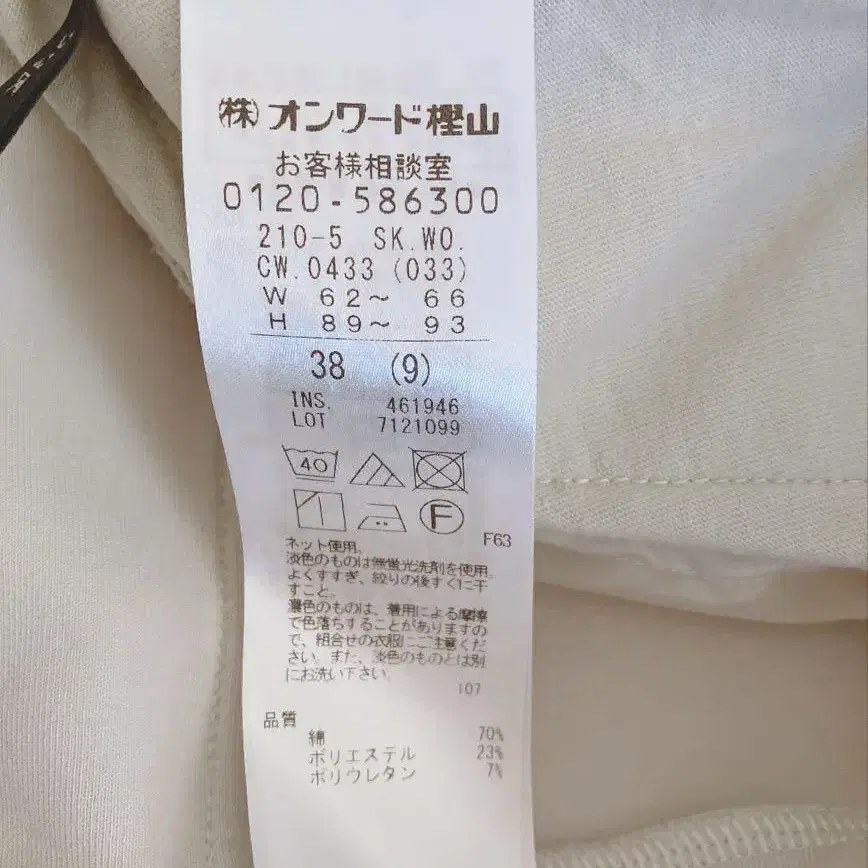 ㈱オンワード樫山
お客様相談室
0120-586300
210-5 SK.WO.
CW.0433 (033)
W 62～ 66
H 89～ 93
38 (9)
INS. 461946
LOT 7121099
40
F
F63
ネット使用。
淡色のものは無蛍光洗剤を使用。
よくすすぎ、絞りの後すぐに干
すこと。
濃色のものは、着用による摩擦
で色落ちすることがありますの
で、組合せの衣服にご注意くだ
さい。また、淡色のものとは別
にお洗い下さい。
107
品質
綿 70%
ポリエステル 23%
ポリウレタン 7%